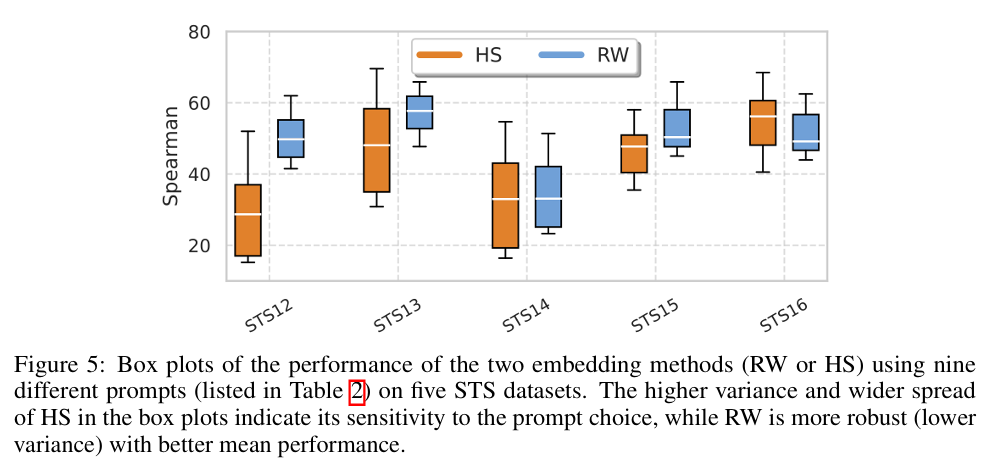 80
HS RW
60
Spearman
40
20
STS12 STS13 STS14 STS15 STS16
Figure 5: Box plots of the performance of the two embedding methods (RW or HS) using nine
different prompts (listed in Table 2) on five STS datasets. The higher variance and wider spread
of HS in the box plots indicate its sensitivity to the prompt choice, while RW is more robust (lower
variance) with better mean performance.